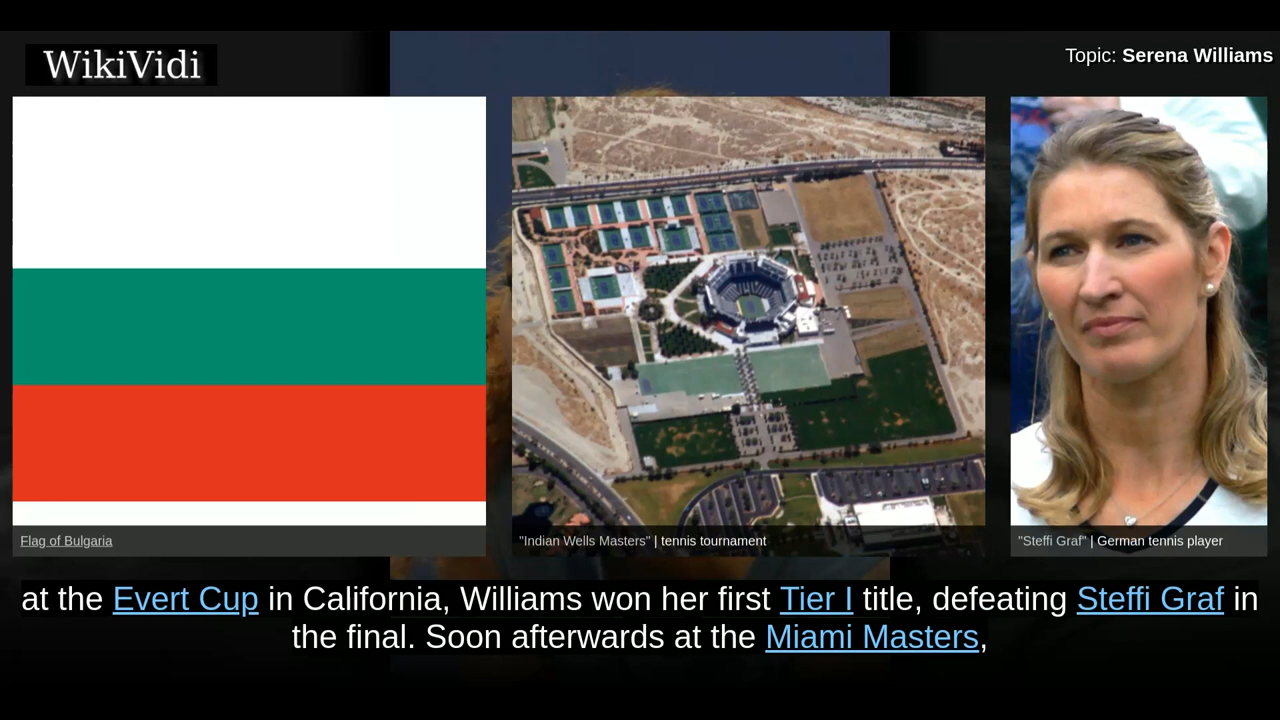 WikiVidi
Topic: Serena Williams
Flag of Bulgaria
"Indian Wells Masters" | tennis tournament
"Steffi Graf" | German tennis player
at the Evert Cup in California, Williams won her first Tier I title, defeating Steffi Graf in
the final. Soon afterwards at the Miami Masters,